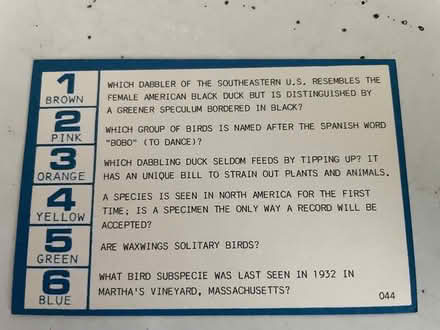 1
BROWN
WHICH DABBLER OF THE SOUTHEASTERN U.S. RESEMBLES THE
FEMALE AMERICAN BLACK DUCK BUT IS DISTINGUISHED BY
A GREENER SPECULUM BORDERED IN BLACK?
2
PINK
WHICH GROUP OF BIRDS IS NAMED AFTER THE SPANISH WORD
"BOBO" (TO DANCE)?
3
ORANGE
WHICH DABBLING DUCK SELDOM FEEDS BY TIPPING UP? IT
HAS AN UNIQUE BILL TO STRAIN OUT PLANTS AND ANIMALS.
4
YELLOW
A SPECIES IS SEEN IN NORTH AMERICA FOR THE FIRST
TIME; IS A SPECIMEN THE ONLY WAY A RECORD WILL BE
ACCEPTED?
5
GREEN
ARE WAXWINGS SOLITARY BIRDS?
6
BLUE
WHAT BIRD SUBSPECIE WAS LAST SEEN IN 1932 IN
MARTHA'S VINEYARD, MASSACHUSETTS?
044